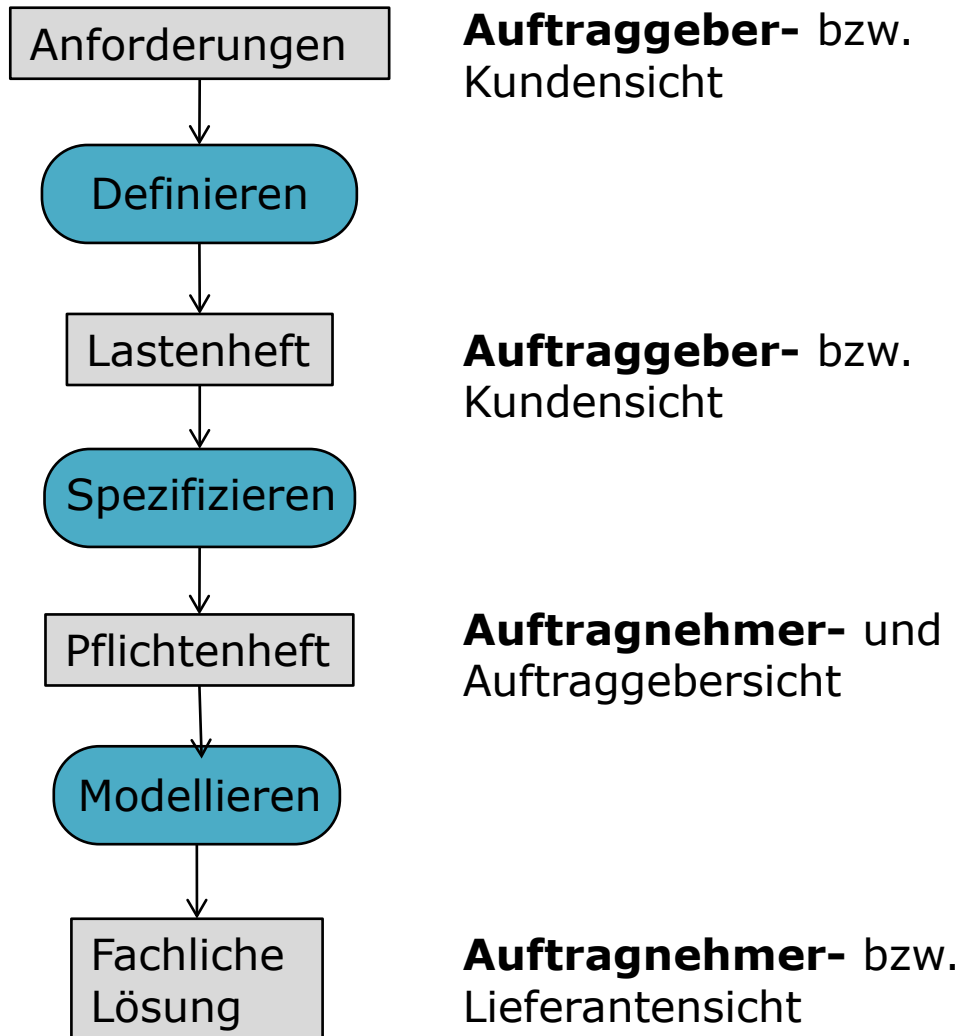 Anforderungen
Auftraggeber- bzw.
Kundensicht
Definieren
Lastenheft
Auftraggeber- bzw.
Kundensicht
Spezifizieren
Pflichtenheft
Auftragnehmer- und
Auftraggebersicht
Modellieren
Fachliche
Lösung
Auftragnehmer- bzw.
Lieferantensicht